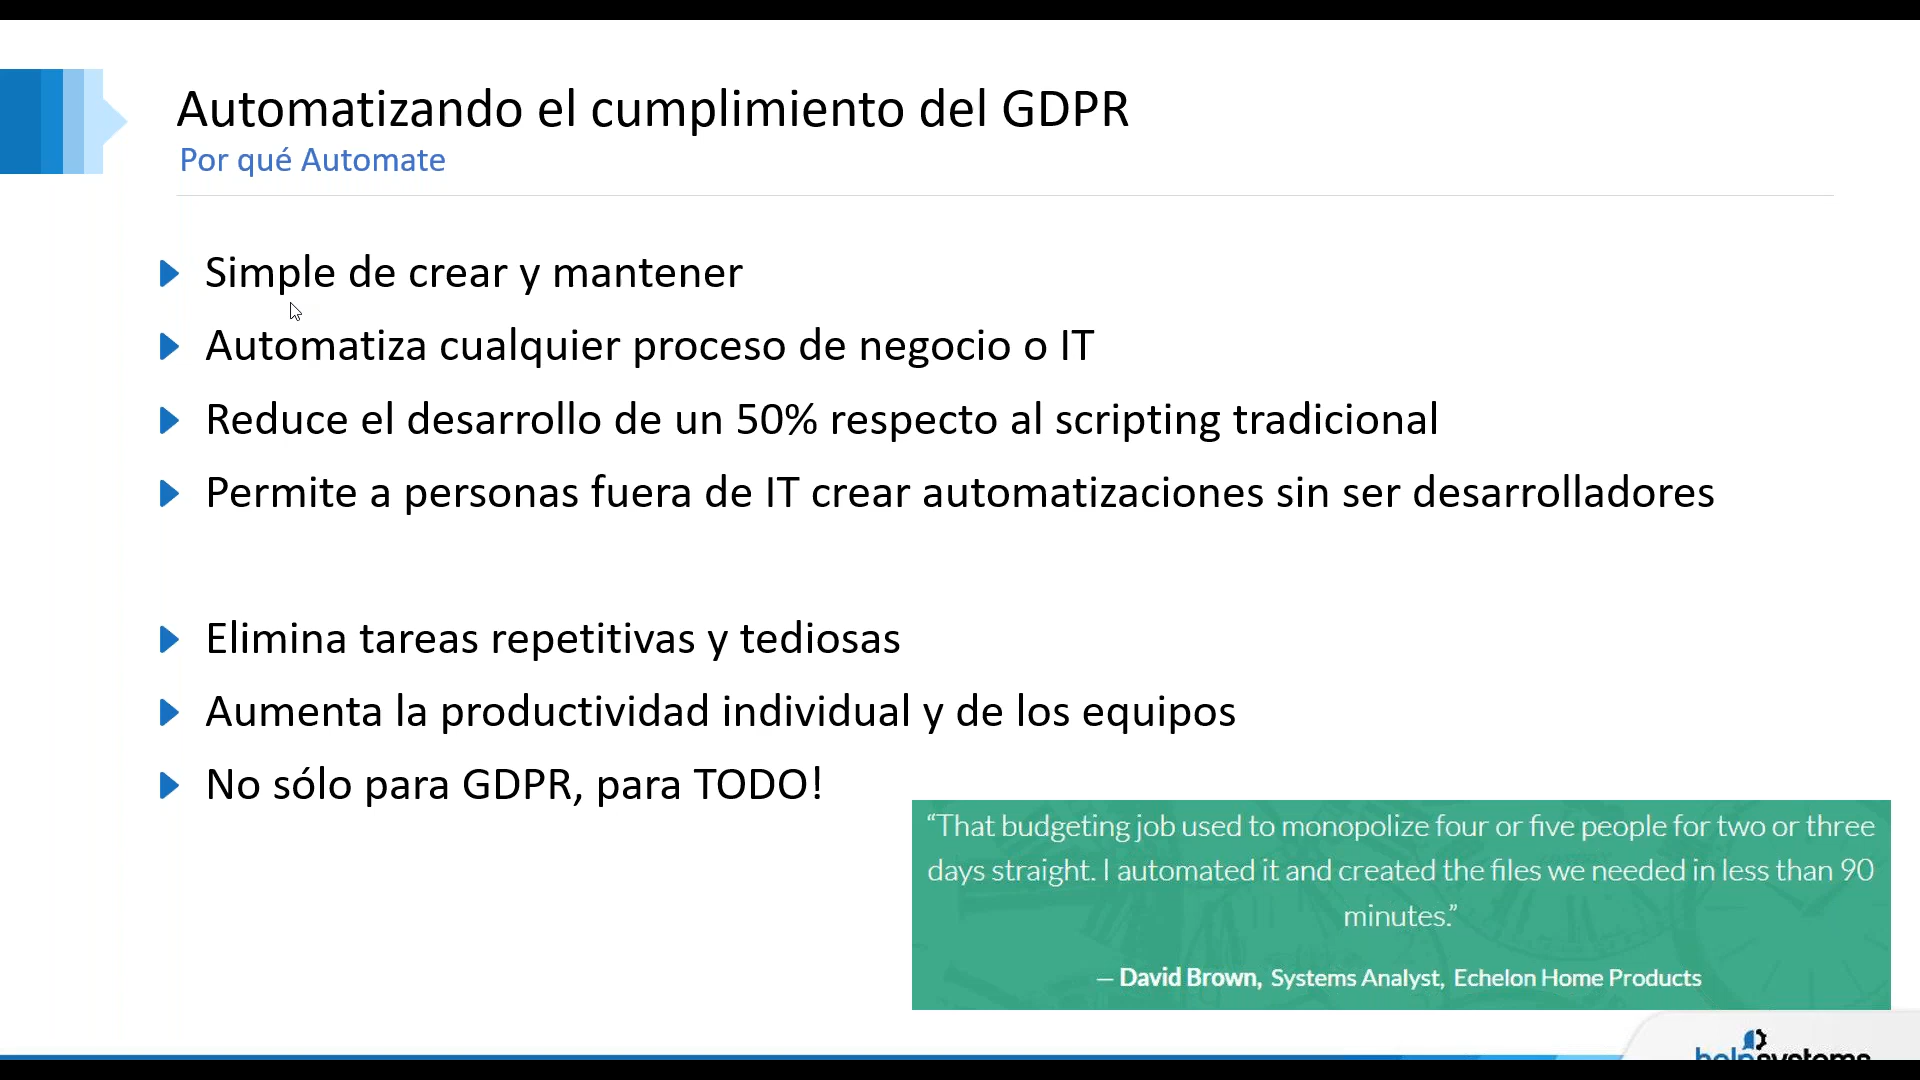 Automatizando el cumplimiento del GDPR
Por qué Automate
Simple de crear y mantener
Automatiza cualquier proceso de negocio o IT
Reduce el desarrollo de un 50% respecto al scripting tradicional
Permite a personas fuera de IT crear automatizaciones sin ser desarrolladores
Elimina tareas repetitivas y tediosas
Aumenta la productividad individual y de los equipos
No sólo para GDPR, para TODO!
“That budgeting job used to monopolize four or five people for two or three
days straight. I automated it and created the files we needed in less than 90
minutes.”
— David Brown, Systems Analyst, Echelon Home Products
helpsystems